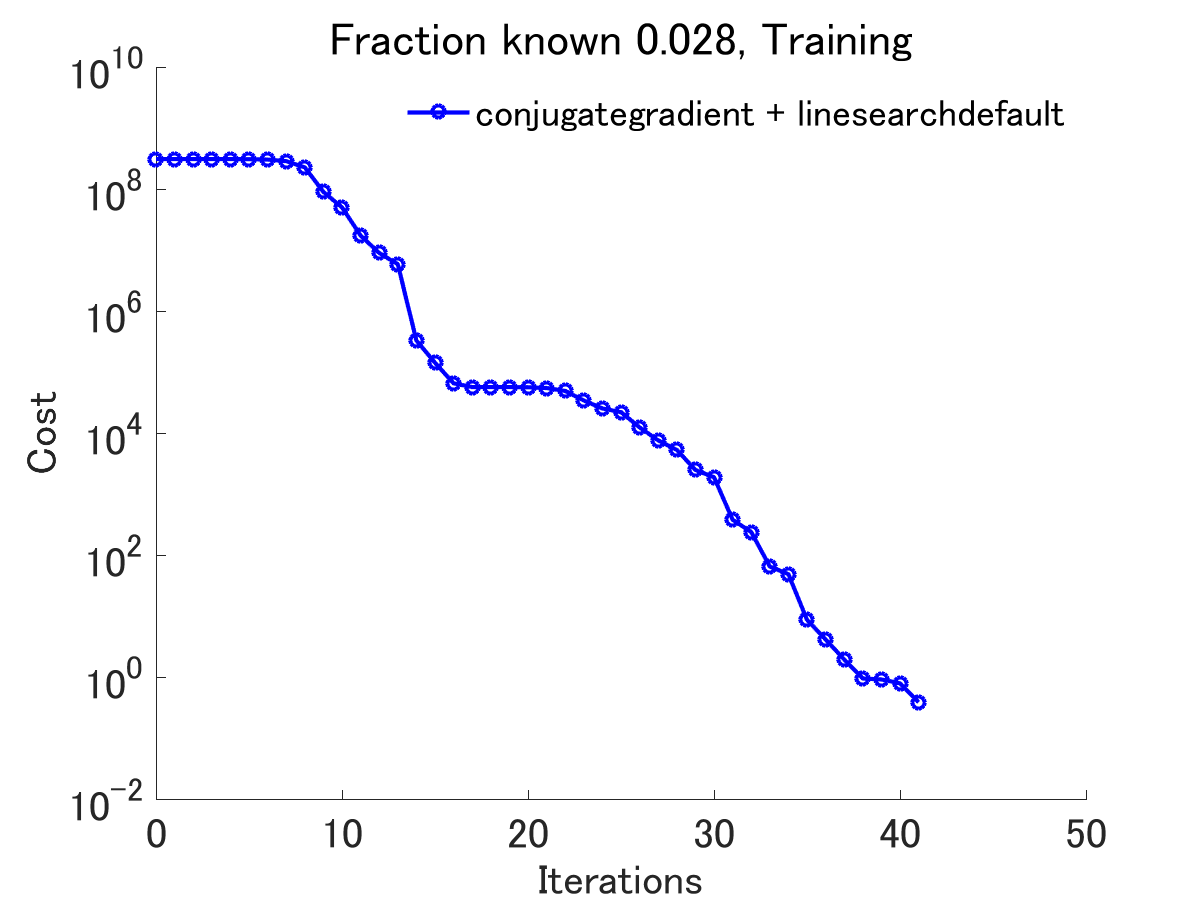 Fraction known 0.028, Training
conjugategradient + linesearchdefault
10^10
10^8
10^6
10^4
10^2
10^0
10^−2
Cost
0 10 20 30 40 50
Iterations